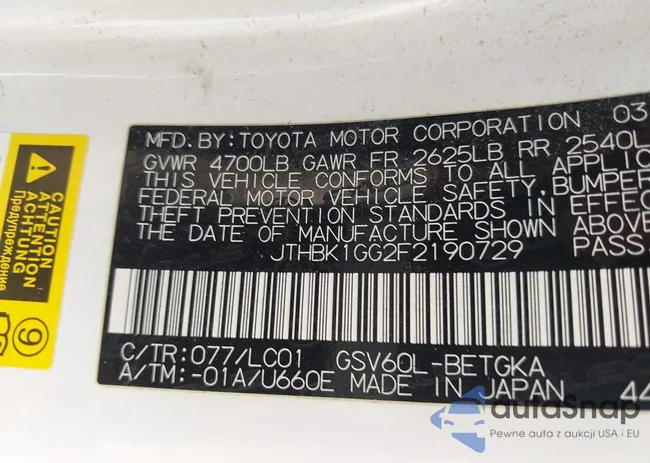 MFD. BY: TOYOTA MOTOR CORPORATION 03
GVWR 4700LB GAWR FR 2625LB RR 2540L
THIS VEHICLE CONFORMS TO ALL APPLIC
FEDERAL MOTOR VEHICLE SAFETY, BUMPER
THEFT PREVENTION STANDARDS IN EFFEC
THE DATE OF MANUFACTURE SHOWN ABOVE
JTHBK1GG2F2190729 PASS.
C/TR: 077/LC01 GSV60L-BETGKA
A/TM: -01A/U660E MADE IN JAPAN 44
CAUTION
ATTENTION
ACHTUNG
Предупреждение
9
autaSnap
Pewne auta z aukcji USA i EU